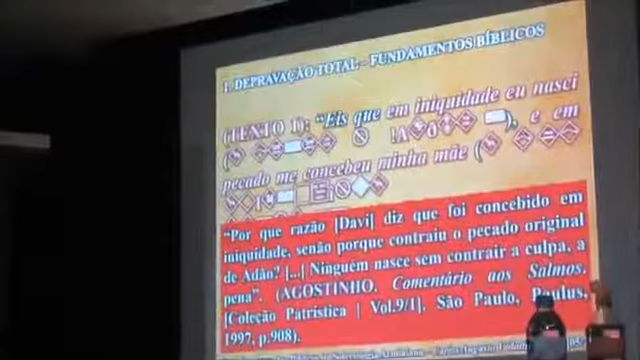 1. DEPRAVAÇÃO TOTAL – FUNDAMENTOS BÍBLICOS
(TEXTO 1): “Eis que em iniquidade eu nasci
), e em
pecado me concebeu minha mãe (
“Por que razão [Davi] diz que foi concebido em
iniquidade, senão porque contraiu o pecado original
de Adão? [...] Ninguém nasce sem contrair a culpa, a
pena”. (AGOSTINHO. Comentário aos Salmos.
[Coleção Patrística | Vol.9/1]. São Paulo, Paulus,
1997, p.908).